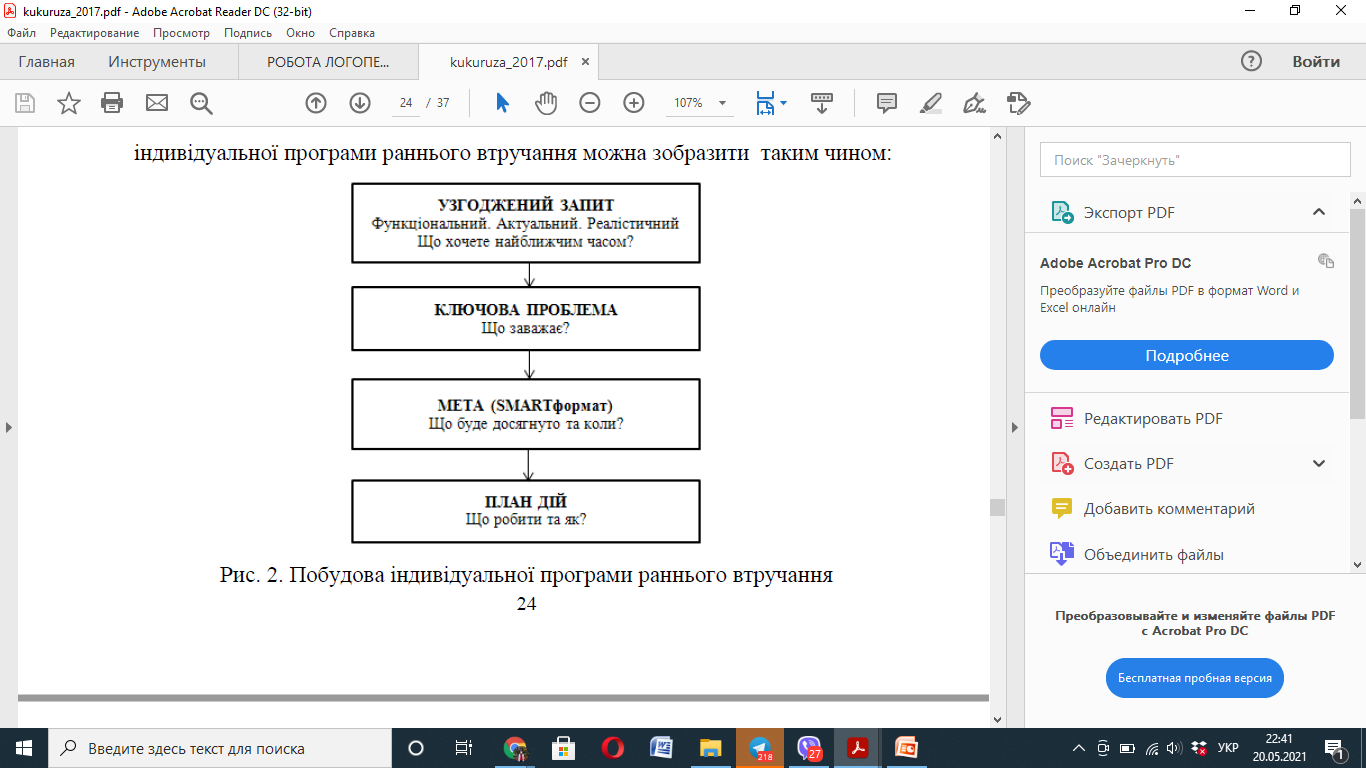 kukuruza_2017.pdf - Adobe Acrobat Reader DC (32-bit)
Файл Редактирование Просмотр Подпись Окно Справка
Главная Инструменты РОБОТА ЛОГОПЕ... kukuruza_2017.pdf Войти
24 / 37 107%
індивідуальної програми раннього втручання можна зобразити таким чином:
УЗГОДЖЕНИЙ ЗАПИТ
Функціональний. Актуальний. Реалістичний
Що хочете найближчим часом?
КЛЮЧОВА ПРОБЛЕМА
Що заважає?
МЕТА (SMARTформат)
Що буде досягнуто та коли?
ПЛАН ДІЙ
Що робити та як?
Рис. 2. Побудова індивідуальної програми раннього втручання
24
Поиск "Зачеркнуть"
Экспорт PDF
Adobe Acrobat Pro DC
Преобразуйте файлы PDF в формат Word и
Excel онлайн
Подробнее
Редактировать PDF
Создать PDF
Добавить комментарий
Объединить файлы
Преобразовывайте и изменяйте файлы PDF
с Acrobat Pro DC
Бесплатная пробная версия
Введите здесь текст для поиска
218
27
УКР
22:41
20.05.2021
1